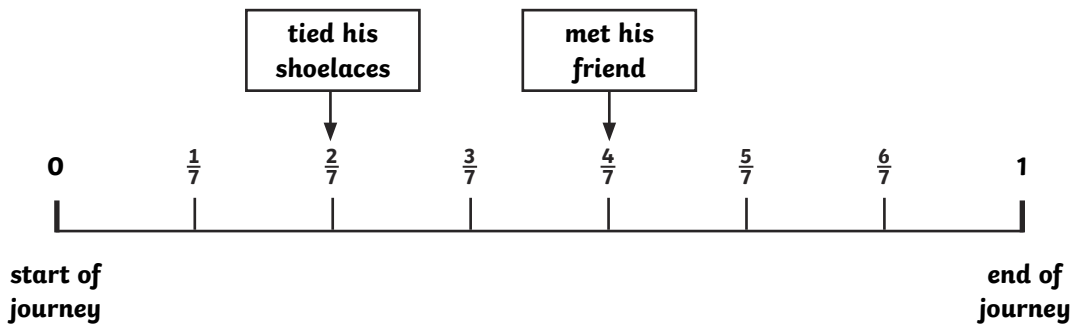 tied his
shoelaces
met his
friend
0 1/7 2/7 3/7 4/7 5/7 6/7 1
start of
journey
end of
journey